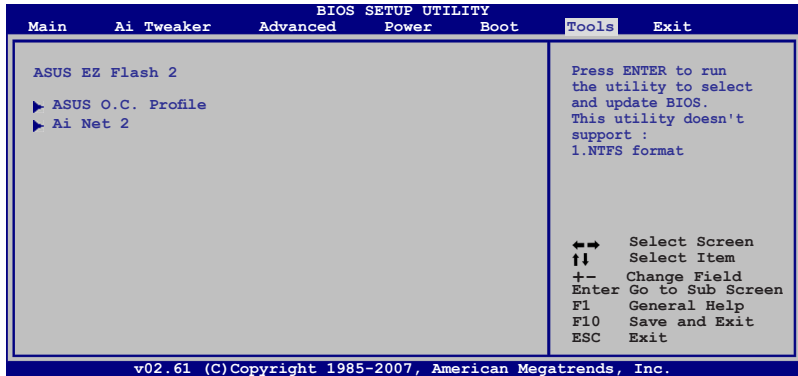 BIOS SETUP UTILITY
Main Ai Tweaker Advanced Power Boot Tools Exit
ASUS EZ Flash 2
ASUS O.C. Profile
Ai Net 2
Press ENTER to run
the utility to select
and update BIOS.
This utility doesn't
support :
1.NTFS format
←→ Select Screen
↑↓ Select Item
+- Change Field
Enter Go to Sub Screen
F1 General Help
F10 Save and Exit
ESC Exit
v02.61 (C)Copyright 1985-2007, American Megatrends, Inc.